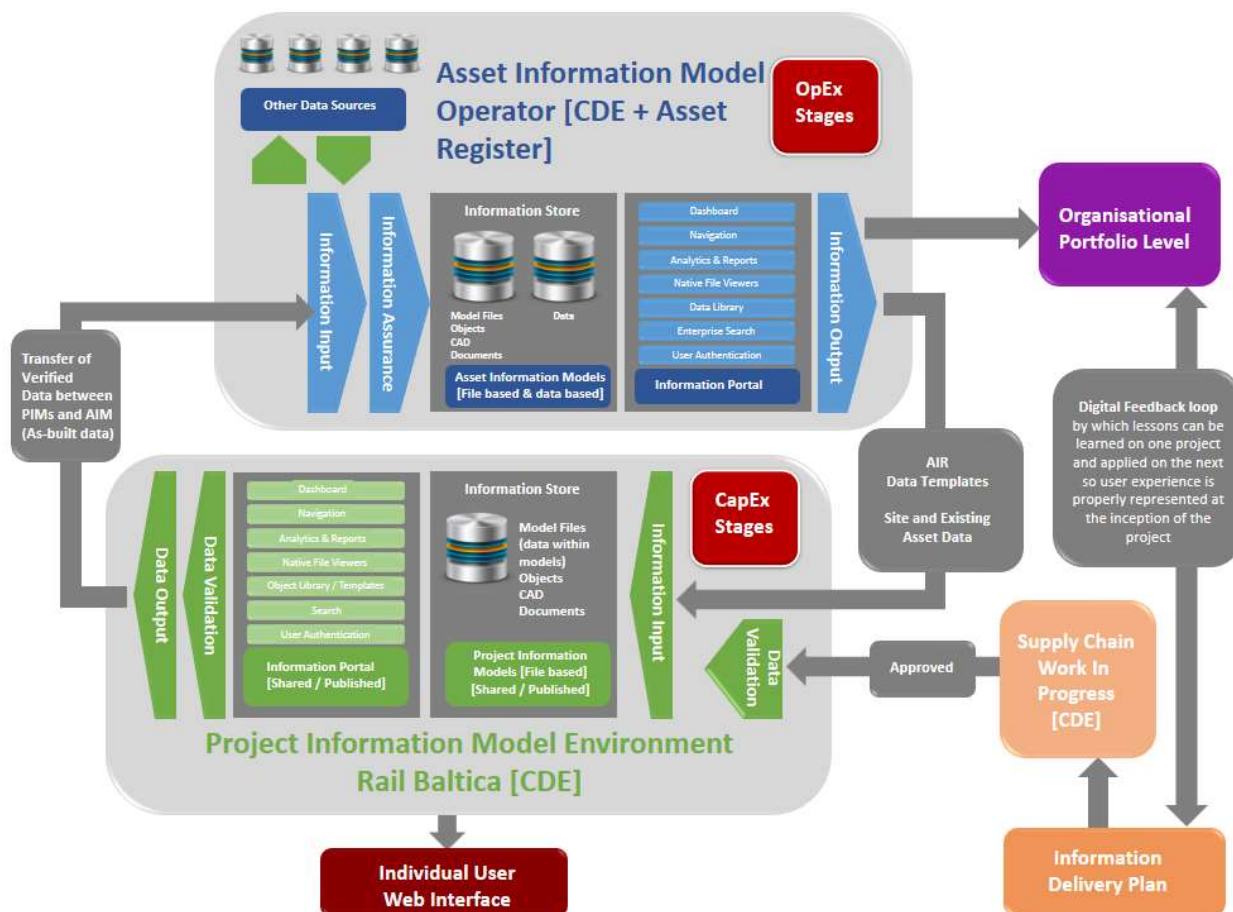 Other Data Sources
Asset Information Model
Operator [CDE + Asset
Register]
OpEx
Stages
Information Input
Information Assurance
Information Store
Model Files
Objects
CAD
Documents
Data
Asset Information Models
[File based & data based]
Dashboard
Navigation
Analytics & Reports
Native File Viewers
Data Library
Enterprise Search
User Authentication
Information Portal
Information Output
Organisational
Portfolio Level
Transfer of
Verified
Data between
PIMs and AIM
(As-built data)
Digital Feedback loop
by which lessons can be
learned on one project
and applied on the next
so user experience is
properly represented at
the inception of the
project
AIR
Data Templates
Site and Existing
Asset Data
Data Output
Data Validation
Dashboard
Navigation
Analytics & Reports
Native File Viewers
Object Library / Templates
Search
User Authentication
Information Portal
[Shared / Published]
Information Store
Model Files
(data within
models)
Objects
CAD
Documents
Project Information
Models [File based]
[Shared / Published]
Information Input
CapEx
Stages
Data
Validation
Approved
Supply Chain
Work In
Progress
[CDE]
Project Information Model Environment
Rail Baltica [CDE]
Individual User
Web Interface
Information
Delivery Plan